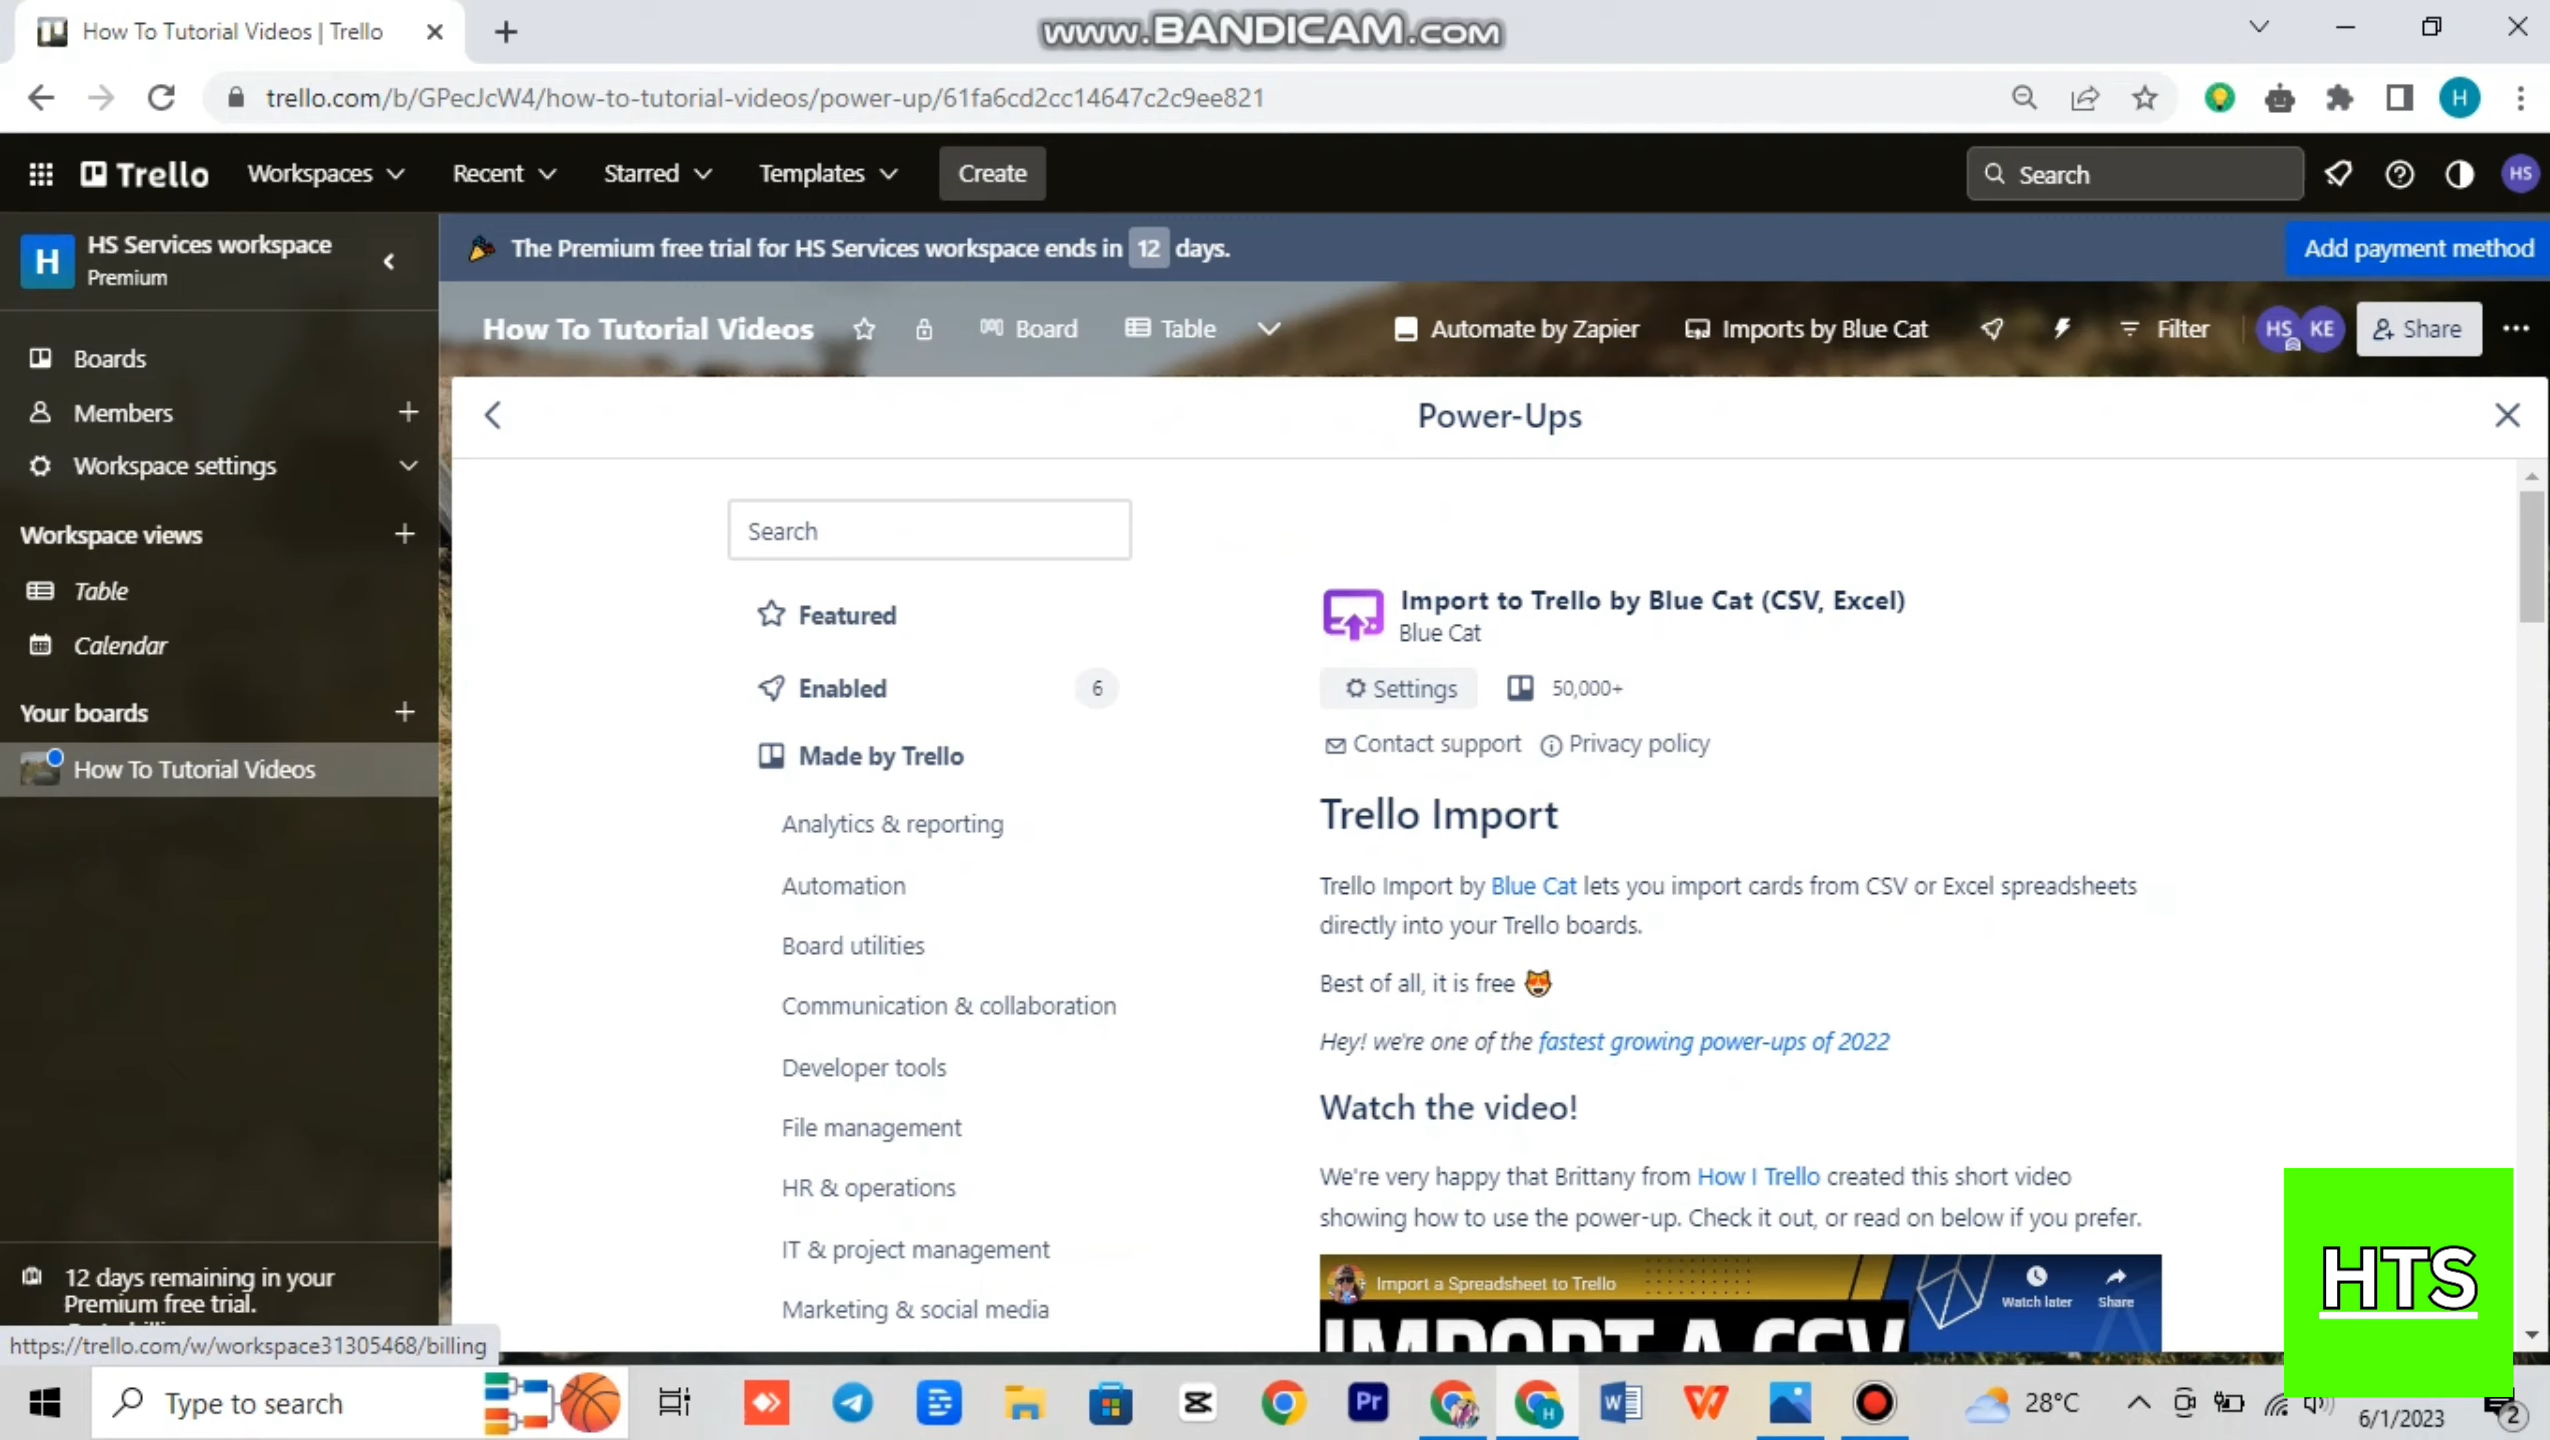 How To Tutorial Videos | Trello
www.BANDICAM.com
trello.com/b/GPecJcW4/how-to-tutorial-videos/power-up/61fa6cd2cc14647c2c9ee821
H
Trello
Workspaces
Recent
Starred
Templates
Create
Search
HS
H
HS Services workspace
Premium
The Premium free trial for HS Services workspace ends in 12 days.
Add payment method
How To Tutorial Videos
Board
Table
Automate by Zapier
Imports by Blue Cat
Filter
HS
KE
Share
Boards
Members
Workspace settings
Workspace views
Table
Calendar
Your boards
How To Tutorial Videos
12 days remaining in your
Premium free trial.
https://trello.com/w/workspace31305468/billing
Power-Ups
Search
Featured
Enabled 6
Made by Trello
Analytics & reporting
Automation
Board utilities
Communication & collaboration
Developer tools
File management
HR & operations
IT & project management
Marketing & social media
Import to Trello by Blue Cat (CSV, Excel)
Blue Cat
Settings
50,000+
Contact support
Privacy policy
Trello Import
Trello Import by Blue Cat lets you import cards from CSV or Excel spreadsheets
directly into your Trello boards.
Best of all, it is free
Hey! we're one of the fastest growing power-ups of 2022
Watch the video!
We're very happy that Brittany from How I Trello created this short video
showing how to use the power-up. Check it out, or read on below if you prefer.
Import a Spreadsheet to Trello
Watch later
Share
IMPORT A CSV
HTS
Type to search
Pr
H
28°C
6/1/2023
2